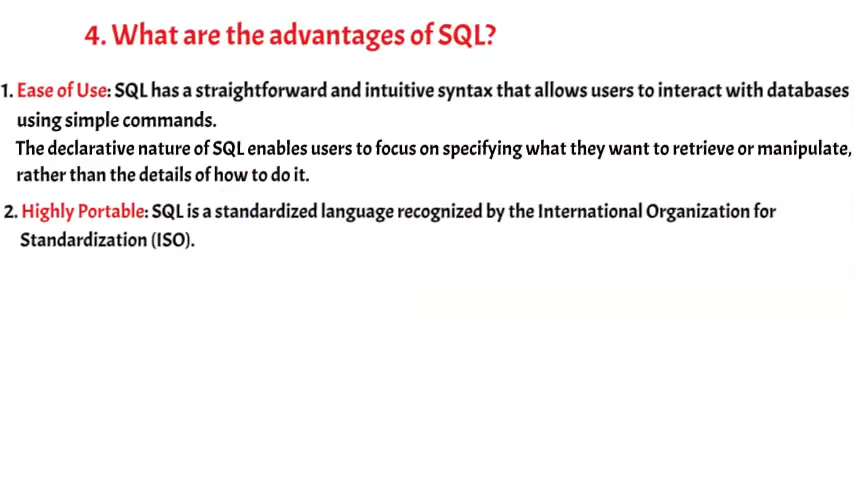 4. What are the advantages of SQL?
1. Ease of Use: SQL has a straightforward and intuitive syntax that allows users to interact with databases
using simple commands.
The declarative nature of SQL enables users to focus on specifying what they want to retrieve or manipulate,
rather than the details of how to do it.
2. Highly Portable: SQL is a standardized language recognized by the International Organization for
Standardization (ISO).